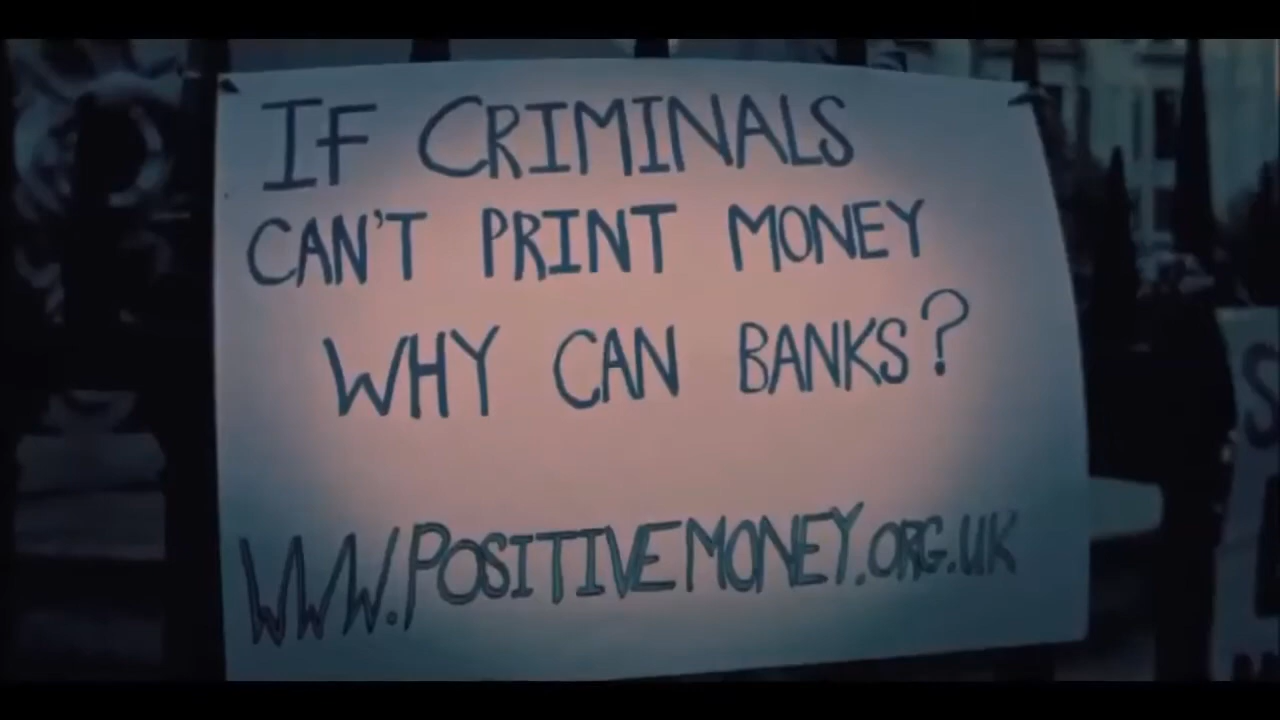 IF CRIMINALS
CAN'T PRINT MONEY
WHY CAN BANKS?
WWW.POSITIVEMONEY.ORG.UK